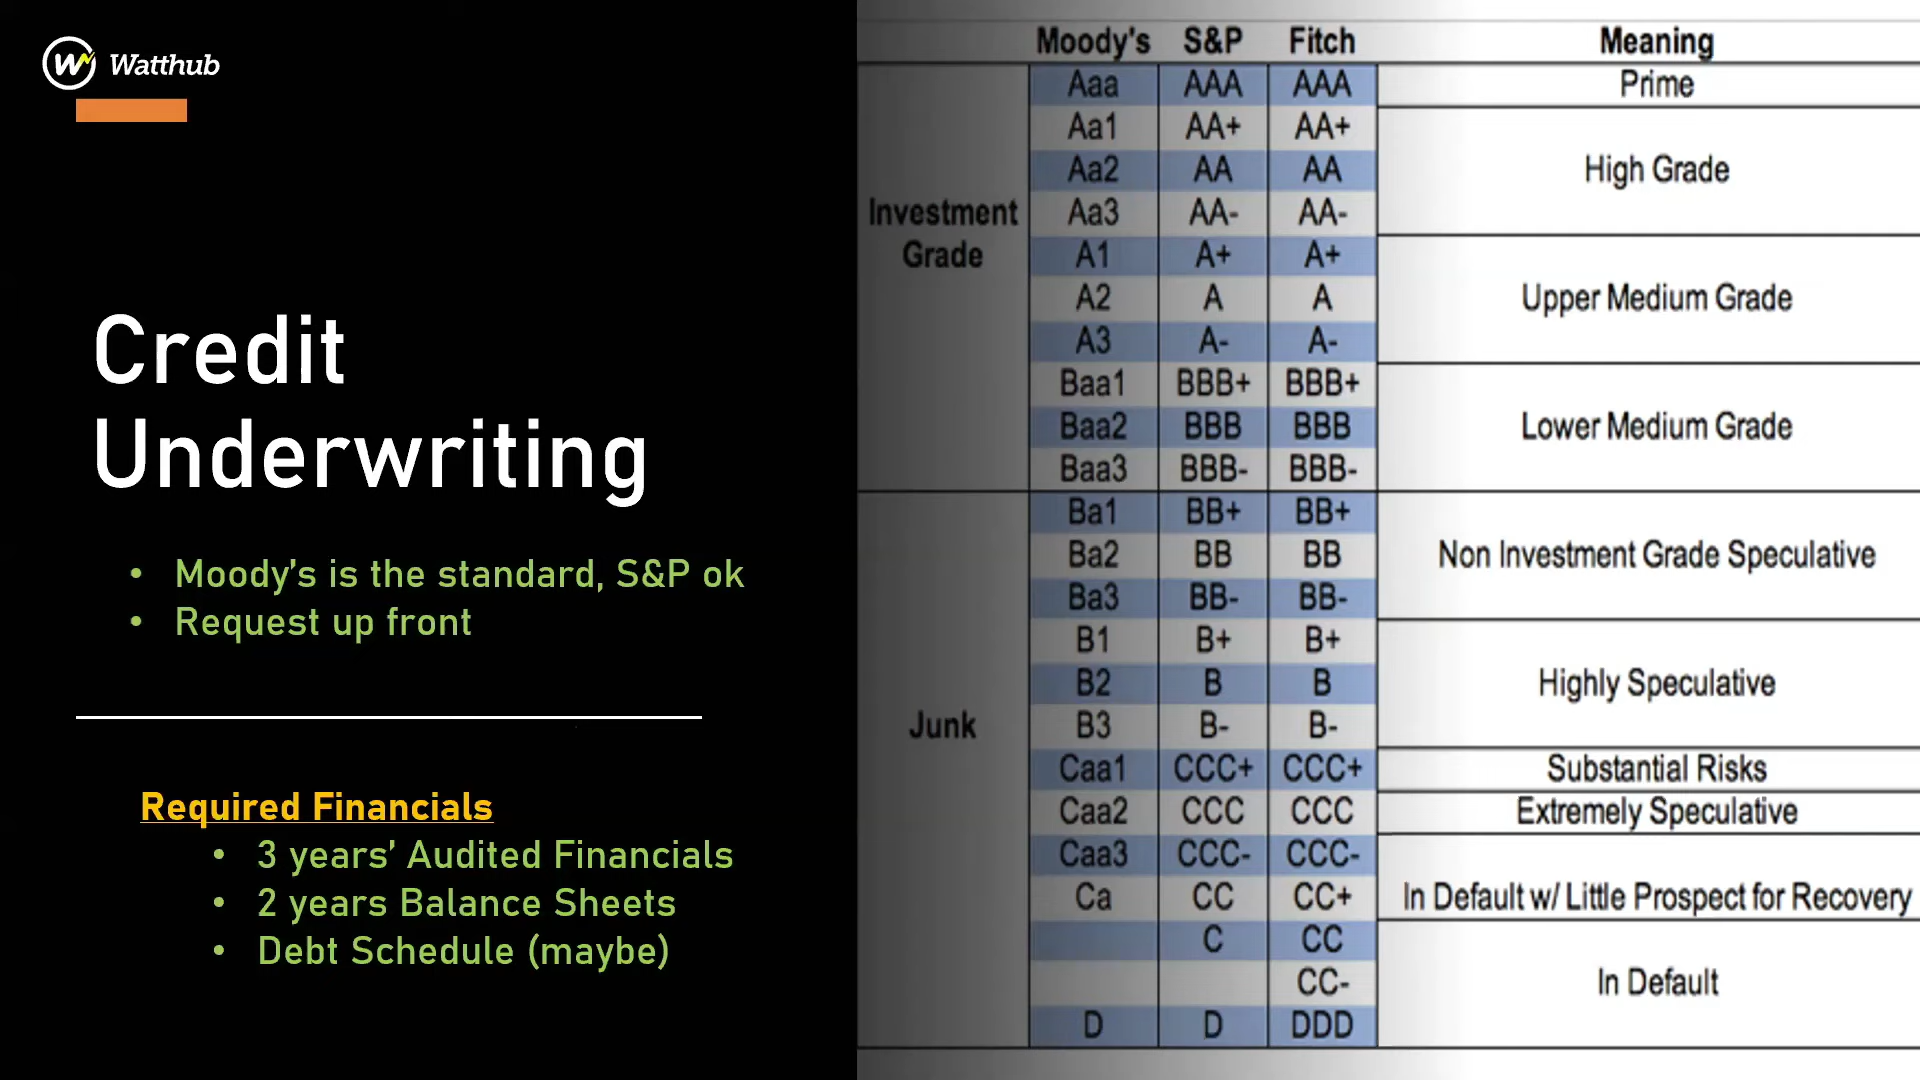 Watthub
Credit
Underwriting
• Moody's is the standard, S&P ok
• Request up front
Required Financials
• 3 years' Audited Financials
• 2 years Balance Sheets
• Debt Schedule (maybe)
Moody's S&P Fitch Meaning
Investment
Grade
Aaa AAA AAA Prime
Aa1 AA+ AA+
Aa2 AA AA High Grade
Aa3 AA- AA-
A1 A+ A+
A2 A A Upper Medium Grade
A3 A- A-
Baa1 BBB+ BBB+
Baa2 BBB BBB Lower Medium Grade
Baa3 BBB- BBB-
Junk
Ba1 BB+ BB+
Ba2 BB BB Non Investment Grade Speculative
Ba3 BB- BB-
B1 B+ B+
B2 B B Highly Speculative
B3 B- B-
Caa1 CCC+ CCC+ Substantial Risks
Caa2 CCC CCC Extremely Speculative
Caa3 CCC- CCC-
Ca CC CC+ In Default w/ Little Prospect for Recovery
C CC
CC- In Default
D D DDD